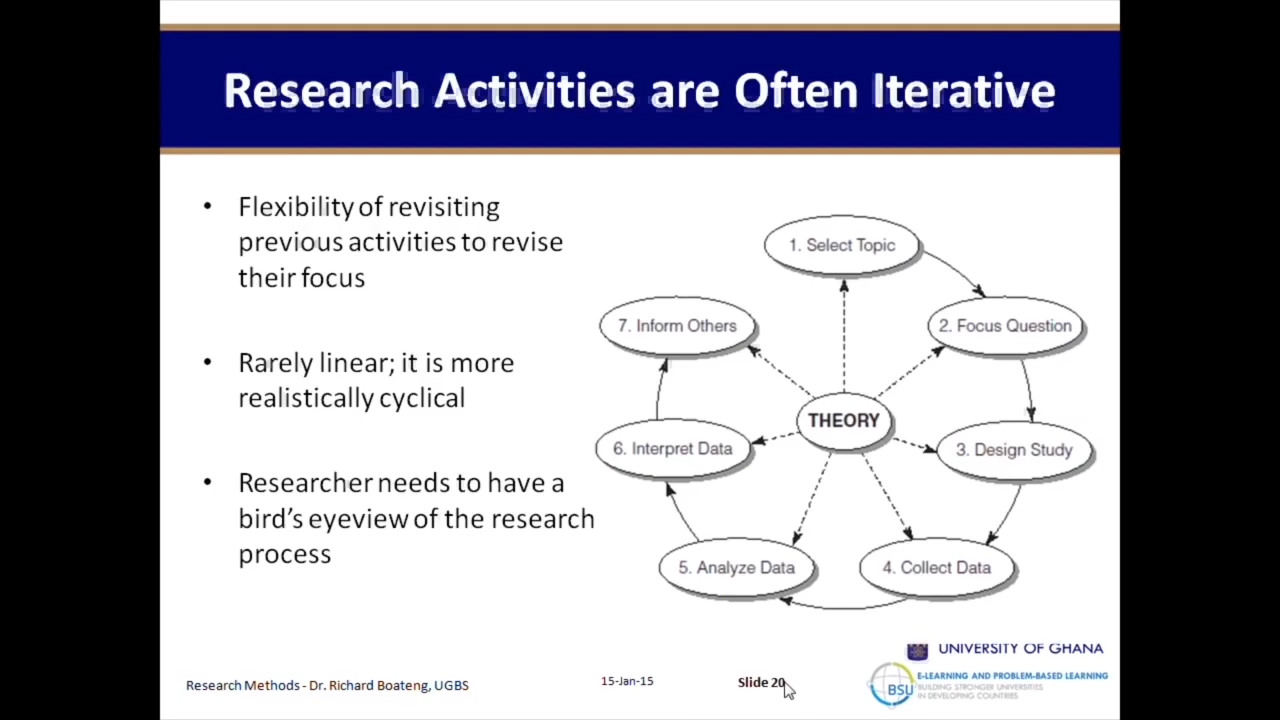 Research Activities are Often Iterative
• Flexibility of revisiting
previous activities to revise
their focus
• Rarely linear; it is more
realistically cyclical
• Researcher needs to have a
bird's eyeview of the research
process
1. Select Topic
2. Focus Question
3. Design Study
4. Collect Data
5. Analyze Data
6. Interpret Data
7. Inform Others
THEORY
Research Methods - Dr. Richard Boateng, UGBS
15-Jan-15
Slide 20
UNIVERSITY OF GHANA
BSU
E-LEARNING AND PROBLEM-BASED LEARNING
BUILDING STRONGER UNIVERSITIES
IN DEVELOPING COUNTRIES